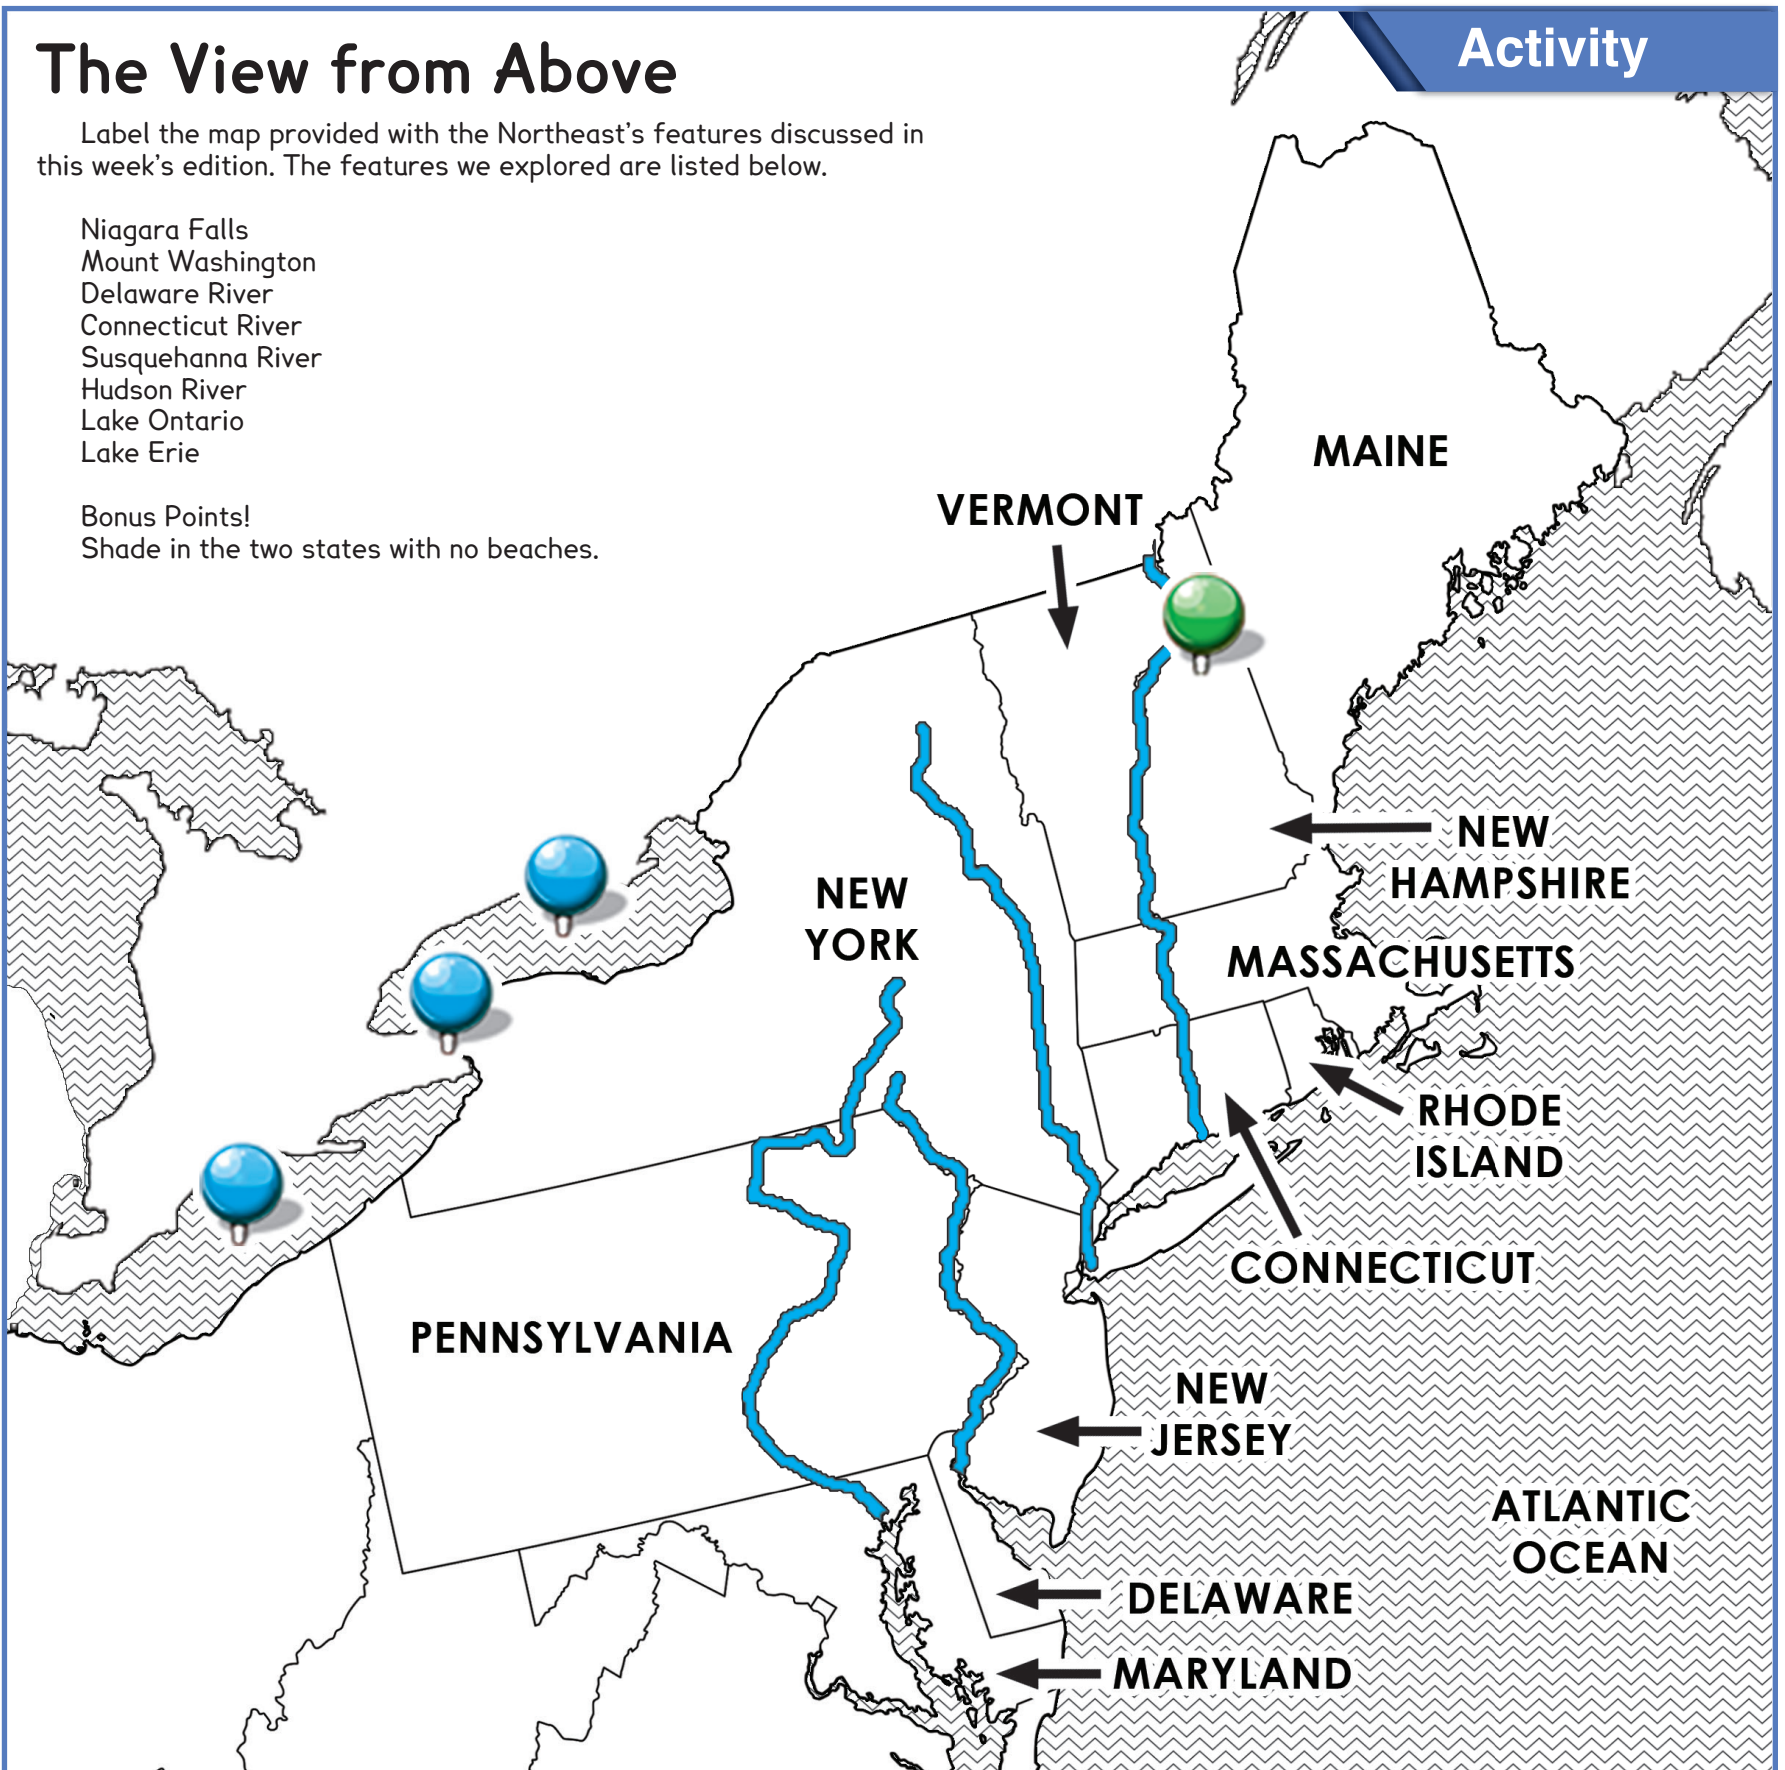 Activity
The View from Above
Label the map provided with the Northeast's features discussed in
this week's edition. The features we explored are listed below.
Niagara Falls
Mount Washington
Delaware River
Connecticut River
Susquehanna River
Hudson River
Lake Ontario
Lake Erie
Bonus Points!
Shade in the two states with no beaches.
MAINE
VERMONT
NEW
HAMPSHIRE
NEW
YORK
MASSACHUSETTS
RHODE
ISLAND
CONNECTICUT
PENNSYLVANIA
NEW
JERSEY
ATLANTIC
OCEAN
DELAWARE
MARYLAND